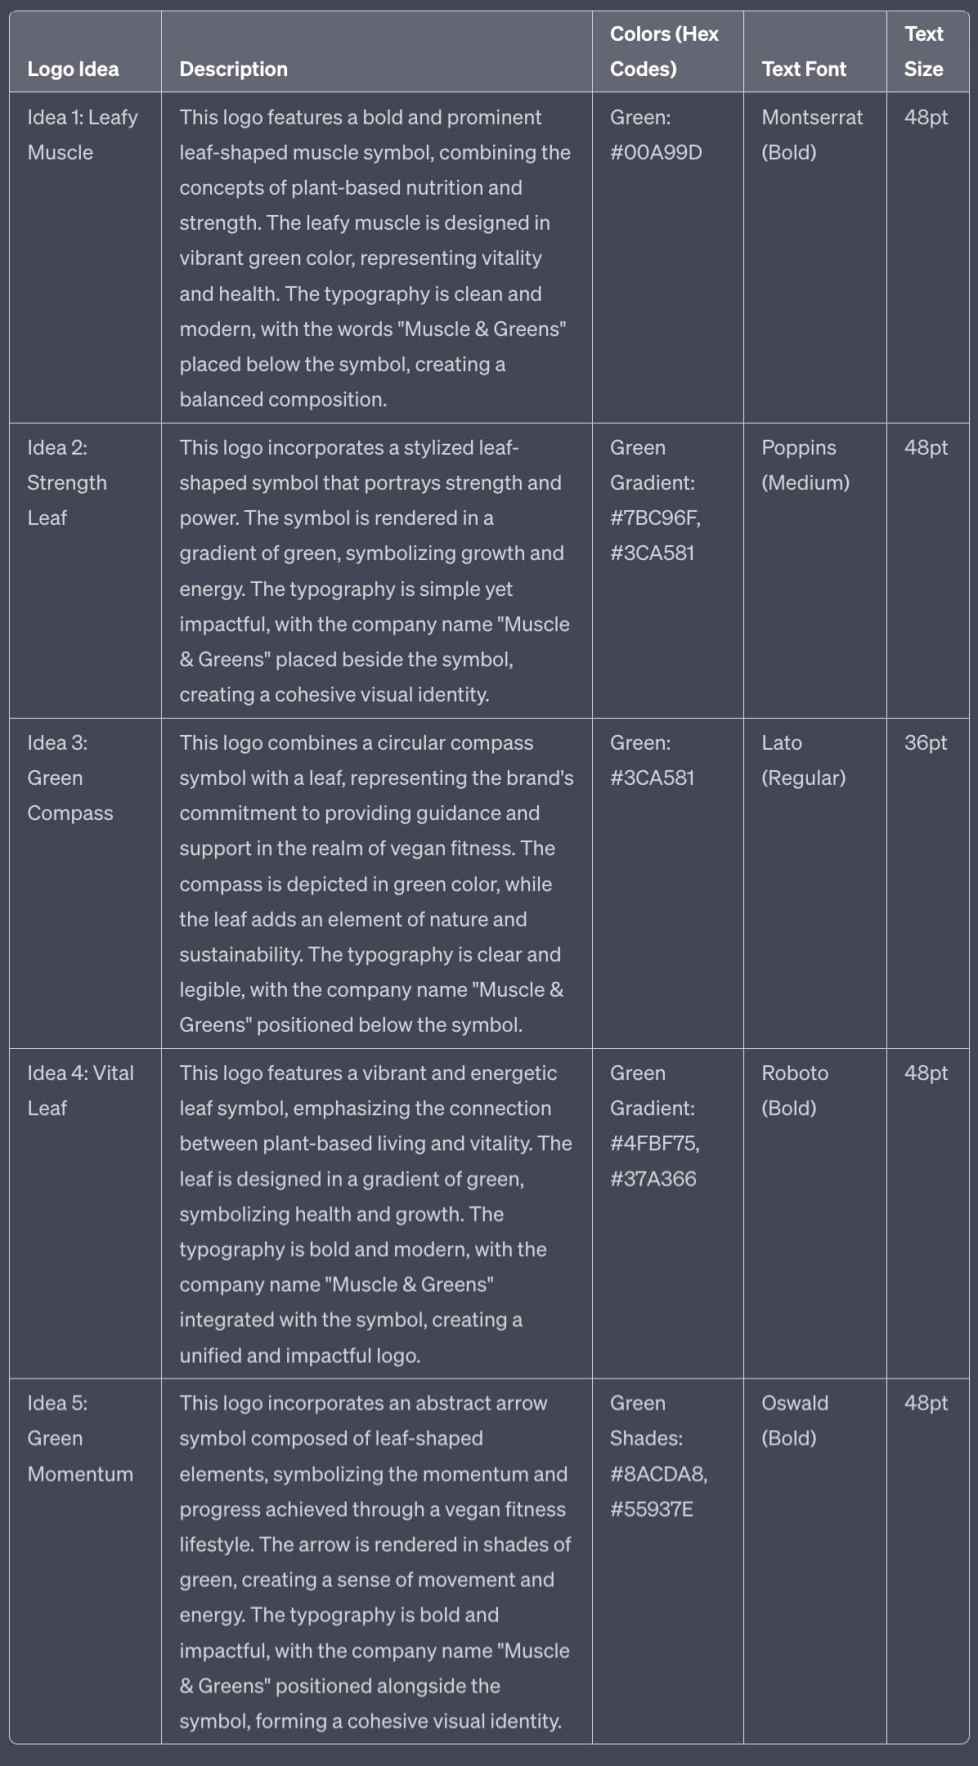 Logo Idea
Description
Colors (Hex
Codes)
Text Font
Text
Size
Idea 1: Leafy
Muscle
This logo features a bold and prominent
leaf-shaped muscle symbol, combining the
concepts of plant-based nutrition and
strength. The leafy muscle is designed in
vibrant green color, representing vitality
and health. The typography is clean and
modern, with the words "Muscle & Greens"
placed below the symbol, creating a
balanced composition.
Green:
#00A99D
Montserrat
(Bold)
48pt
Idea 2:
Strength
Leaf
This logo incorporates a stylized leaf-
shaped symbol that portrays strength and
power. The symbol is rendered in a
gradient of green, symbolizing growth and
energy. The typography is simple yet
impactful, with the company name "Muscle
& Greens" placed beside the symbol,
creating a cohesive visual identity.
Green
Gradient:
#7BC96F,
#3CA581
Poppins
(Medium)
48pt
Idea 3:
Green
Compass
This logo combines a circular compass
symbol with a leaf, representing the brand's
commitment to providing guidance and
support in the realm of vegan fitness. The
compass is depicted in green color, while
the leaf adds an element of nature and
sustainability. The typography is clear and
legible, with the company name "Muscle &
Greens" positioned below the symbol.
Green:
#3CA581
Lato
(Regular)
36pt
Idea 4: Vital
Leaf
This logo features a vibrant and energetic
leaf symbol, emphasizing the connection
between plant-based living and vitality. The
leaf is designed in a gradient of green,
symbolizing health and growth. The
typography is bold and modern, with the
company name "Muscle & Greens"
integrated with the symbol, creating a
unified and impactful logo.
Green
Gradient:
#4FBF75,
#37A366
Roboto
(Bold)
48pt
Idea 5:
Green
Momentum
This logo incorporates an abstract arrow
symbol composed of leaf-shaped
elements, symbolizing the momentum and
progress achieved through a vegan fitness
lifestyle. The arrow is rendered in shades of
green, creating a sense of movement and
energy. The typography is bold and
impactful, with the company name "Muscle
& Greens" positioned alongside the
symbol, forming a cohesive visual identity.
Green
Shades:
#8ACDA8,
#55937E
Oswald
(Bold)
48pt